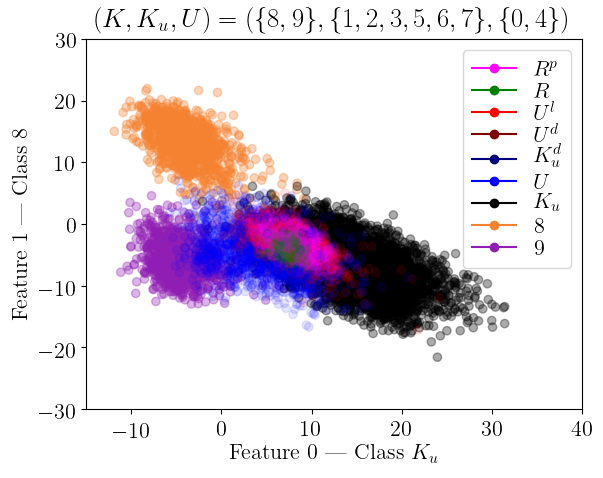 (K, K_u, U) = ({8, 9}, {1, 2, 3, 5, 6, 7}, {0, 4})
30
20
10
0
−10
−20
−30
−10
0
10
20
30
40
Feature 1 — Class 8
Feature 0 — Class K_u
R^p
R
U^l
U^d
K_u^d
U
K_u
8
9